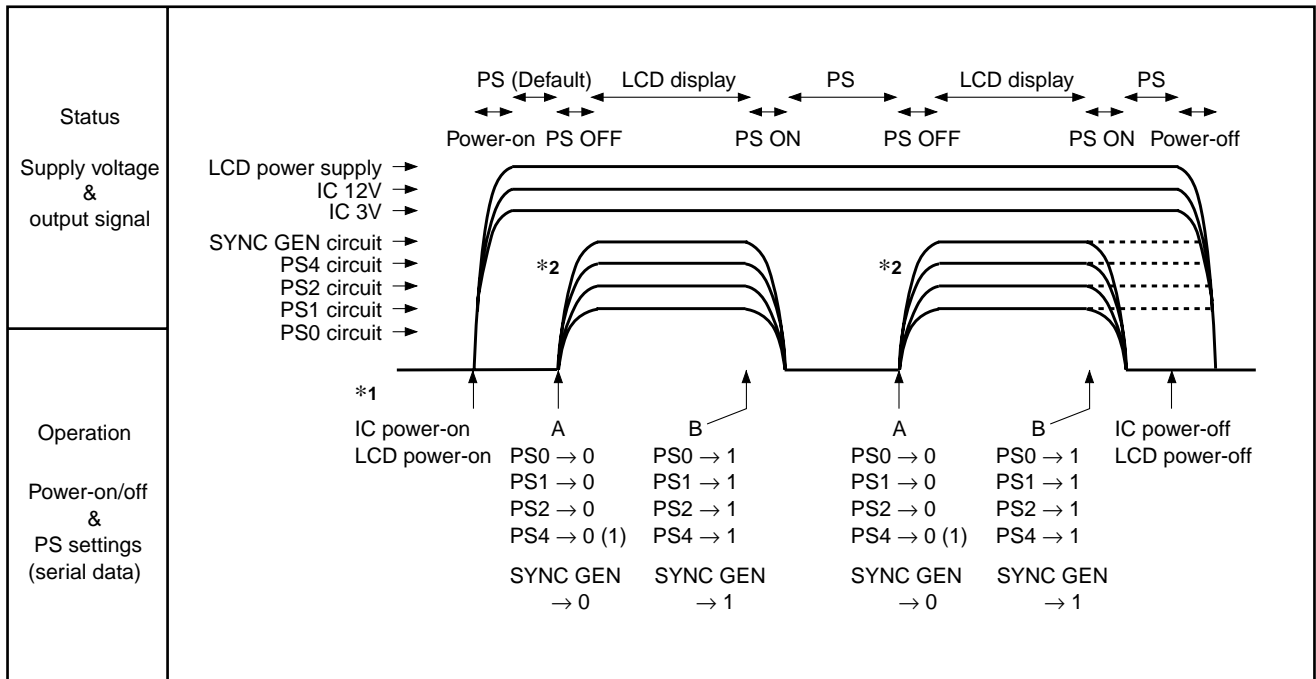 Status
Supply voltage
&
output signal
Operation
Power-on/off
&
PS settings
(serial data)
PS (Default) LCD display PS LCD display PS
Power-on PS OFF PS ON PS OFF PS ON Power-off
LCD power supply →
IC 12V →
IC 3V →
SYNC GEN circuit →
PS4 circuit →
PS2 circuit →
PS1 circuit →
PS0 circuit →
*2 *2
*1
IC power-on A B A B IC power-off
LCD power-on PS0 → 0 PS0 → 1 PS0 → 0 PS0 → 1 LCD power-off
PS1 → 0 PS1 → 1 PS1 → 0 PS1 → 1
PS2 → 0 PS2 → 1 PS2 → 0 PS2 → 1
PS4 → 0 (1) PS4 → 1 PS4 → 0 (1) PS4 → 1
SYNC GEN SYNC GEN SYNC GEN SYNC GEN
→ 0 → 1 → 0 → 1